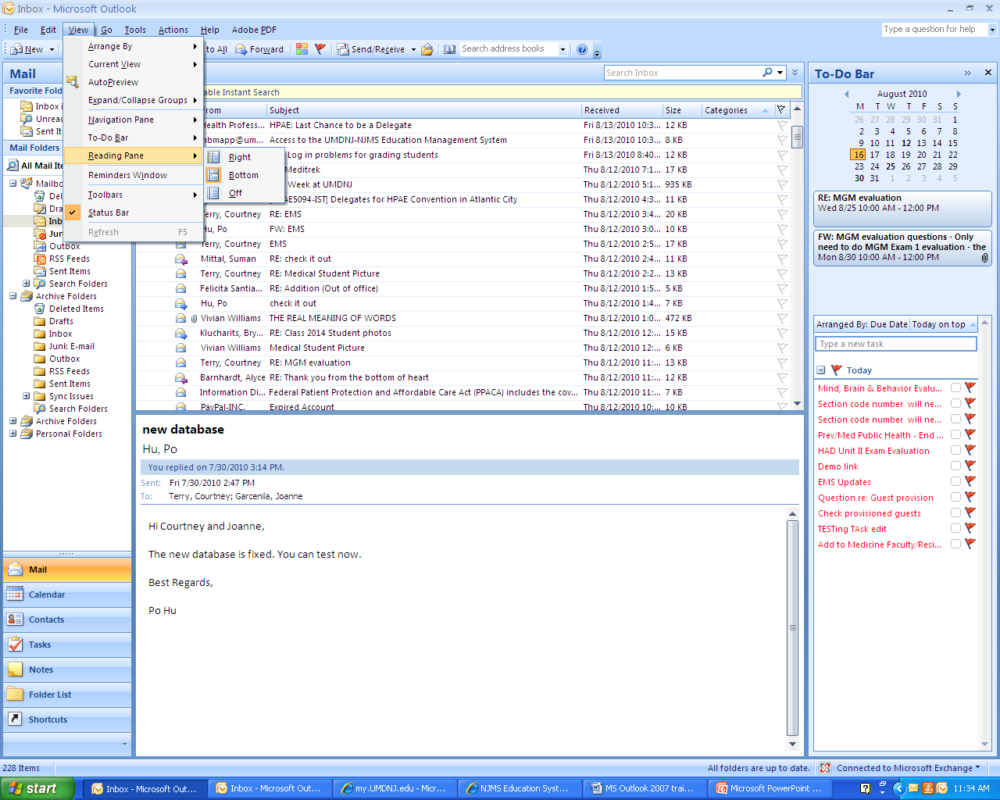 Inbox - Microsoft Outlook
File Edit View Go Tools Actions Help Adobe PDF
Type a question for help
New to All Forward Send/Receive Search address books
Arrange By
Current View
AutoPreview
Expand/Collapse Groups
Navigation Pane
To-Do Bar
Reading Pane
Reminders Window
Toolbars
Status Bar
Refresh F5
Right
Bottom
Off
Mail
Favorite Fold
Inbox i
Unread
Sent It
Mail Folders
All Mail Ite
Mailbo
Del
Dra
Inb
Jun
Outbox
RSS Feeds
Sent Items
Search Folders
Archive Folders
Deleted Items
Drafts
Inbox
Junk E-mail
Outbox
RSS Feeds
Sent Items
Sync Issues
Search Folders
Archive Folders
Personal Folders
Mail
Calendar
Contacts
Tasks
Notes
Folder List
Shortcuts
Search Inbox
able Instant Search
From Subject Received Size Categories
Health Profess... HPAE: Last Chance to be a Delegate Fri 8/13/2010 10:3... 12 KB
nbmapp@um... Access to the UMDNJ-NJMS Education Management System Fri 8/13/2010 10:3... 8 KB
Log in problems for grading students Fri 8/13/2010 8:40... 12 KB
Meditrek Thu 8/12/2010 9:4... 17 KB
Week at UMDNJ Thu 8/12/2010 5:1... 935 KB
AE5094-IST] Delegates for HPAE Convention in Atlantic City Thu 8/12/2010 4:3... 11 KB
Terry, Courtney RE: EMS Thu 8/12/2010 3:4... 20 KB
Hu, Po FW: EMS Thu 8/12/2010 3:0... 10 KB
Terry, Courtney EMS Thu 8/12/2010 2:5... 17 KB
Mittal, Suman RE: check it out Thu 8/12/2010 2:4... 11 KB
Terry, Courtney RE: Medical Student Picture Thu 8/12/2010 2:2... 13 KB
Felicita Santia... RE: Addition (Out of office) Thu 8/12/2010 1:5... 5 KB
Hu, Po check it out Thu 8/12/2010 1:4... 7 KB
Vivian Williams THE REAL MEANING OF WORDS Thu 8/12/2010 1:0... 472 KB
Klucharits, Bry... RE: Class 2014 Student photos Thu 8/12/2010 12:... 15 KB
Vivian Williams Medical Student Picture Thu 8/12/2010 12:... 6 KB
Terry, Courtney RE: MGM evaluation Thu 8/12/2010 11:... 13 KB
Barnhardt, Alyce RE: Thank you from the bottom of heart Thu 8/12/2010 11:... 12 KB
Information Di... Federal Patient Protection and Affordable Care Act (PPACA) includes the cov... Thu 8/12/2010 11:... 7 KB
PayPal-INC. Expired Account Thu 8/12/2010 10:... 10 KB
new database
Hu, Po
You replied on 7/30/2010 3:14 PM.
Sent: Fri 7/30/2010 2:47 PM
To: Terry, Courtney; Garcenila, Joanne
Hi Courtney and Joanne,
The new database is fixed. You can test now.
Best Regards,
Po Hu
To-Do Bar
August 2010
M T W T F S S
26 27 28 29 30 31 1
2 3 4 5 6 7 8
9 10 11 12 13 14 15
16 17 18 19 20 21 22
23 24 25 26 27 28 29
30 31 1 2 3 4 5
RE: MGM evaluation
Wed 8/25 10:00 AM - 12:00 PM
FW: MGM evaluation questions - Only
need to do MGM Exam 1 evaluation - the
Mon 8/30 10:00 AM - 12:00 PM
Arranged By: Due Date Today on top
Type a new task
Today
Mind, Brain & Behavior Evalu...
Section code number will ne...
Section code number will ne...
Prev/Med Public Health - End ...
HAD Unit II Exam Evaluation
Demo link
EMS Updates
Question re: Guest provision
Check provisioned guests
TESTing TAsk edit
Add to Medicine Faculty/Resi...
228 Items All folders are up to date. Connected to Microsoft Exchange
start Inbox - Microsoft Out... Inbox - Microsoft Out... my.UMDNJ.edu - Micr... NJMS Education Syst... MS Outlook 2007 trai... Microsoft PowerPoint ... 11:34 AM